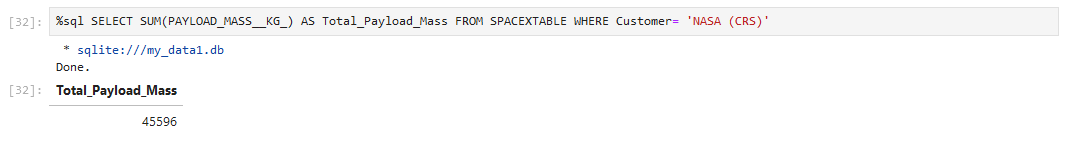 [32]: %sql SELECT SUM(PAYLOAD_MASS__KG_) AS Total_Payload_Mass FROM SPACEXTABLE WHERE Customer= 'NASA (CRS)'
* sqlite:///my_data1.db
Done.
[32]: Total_Payload_Mass
45596